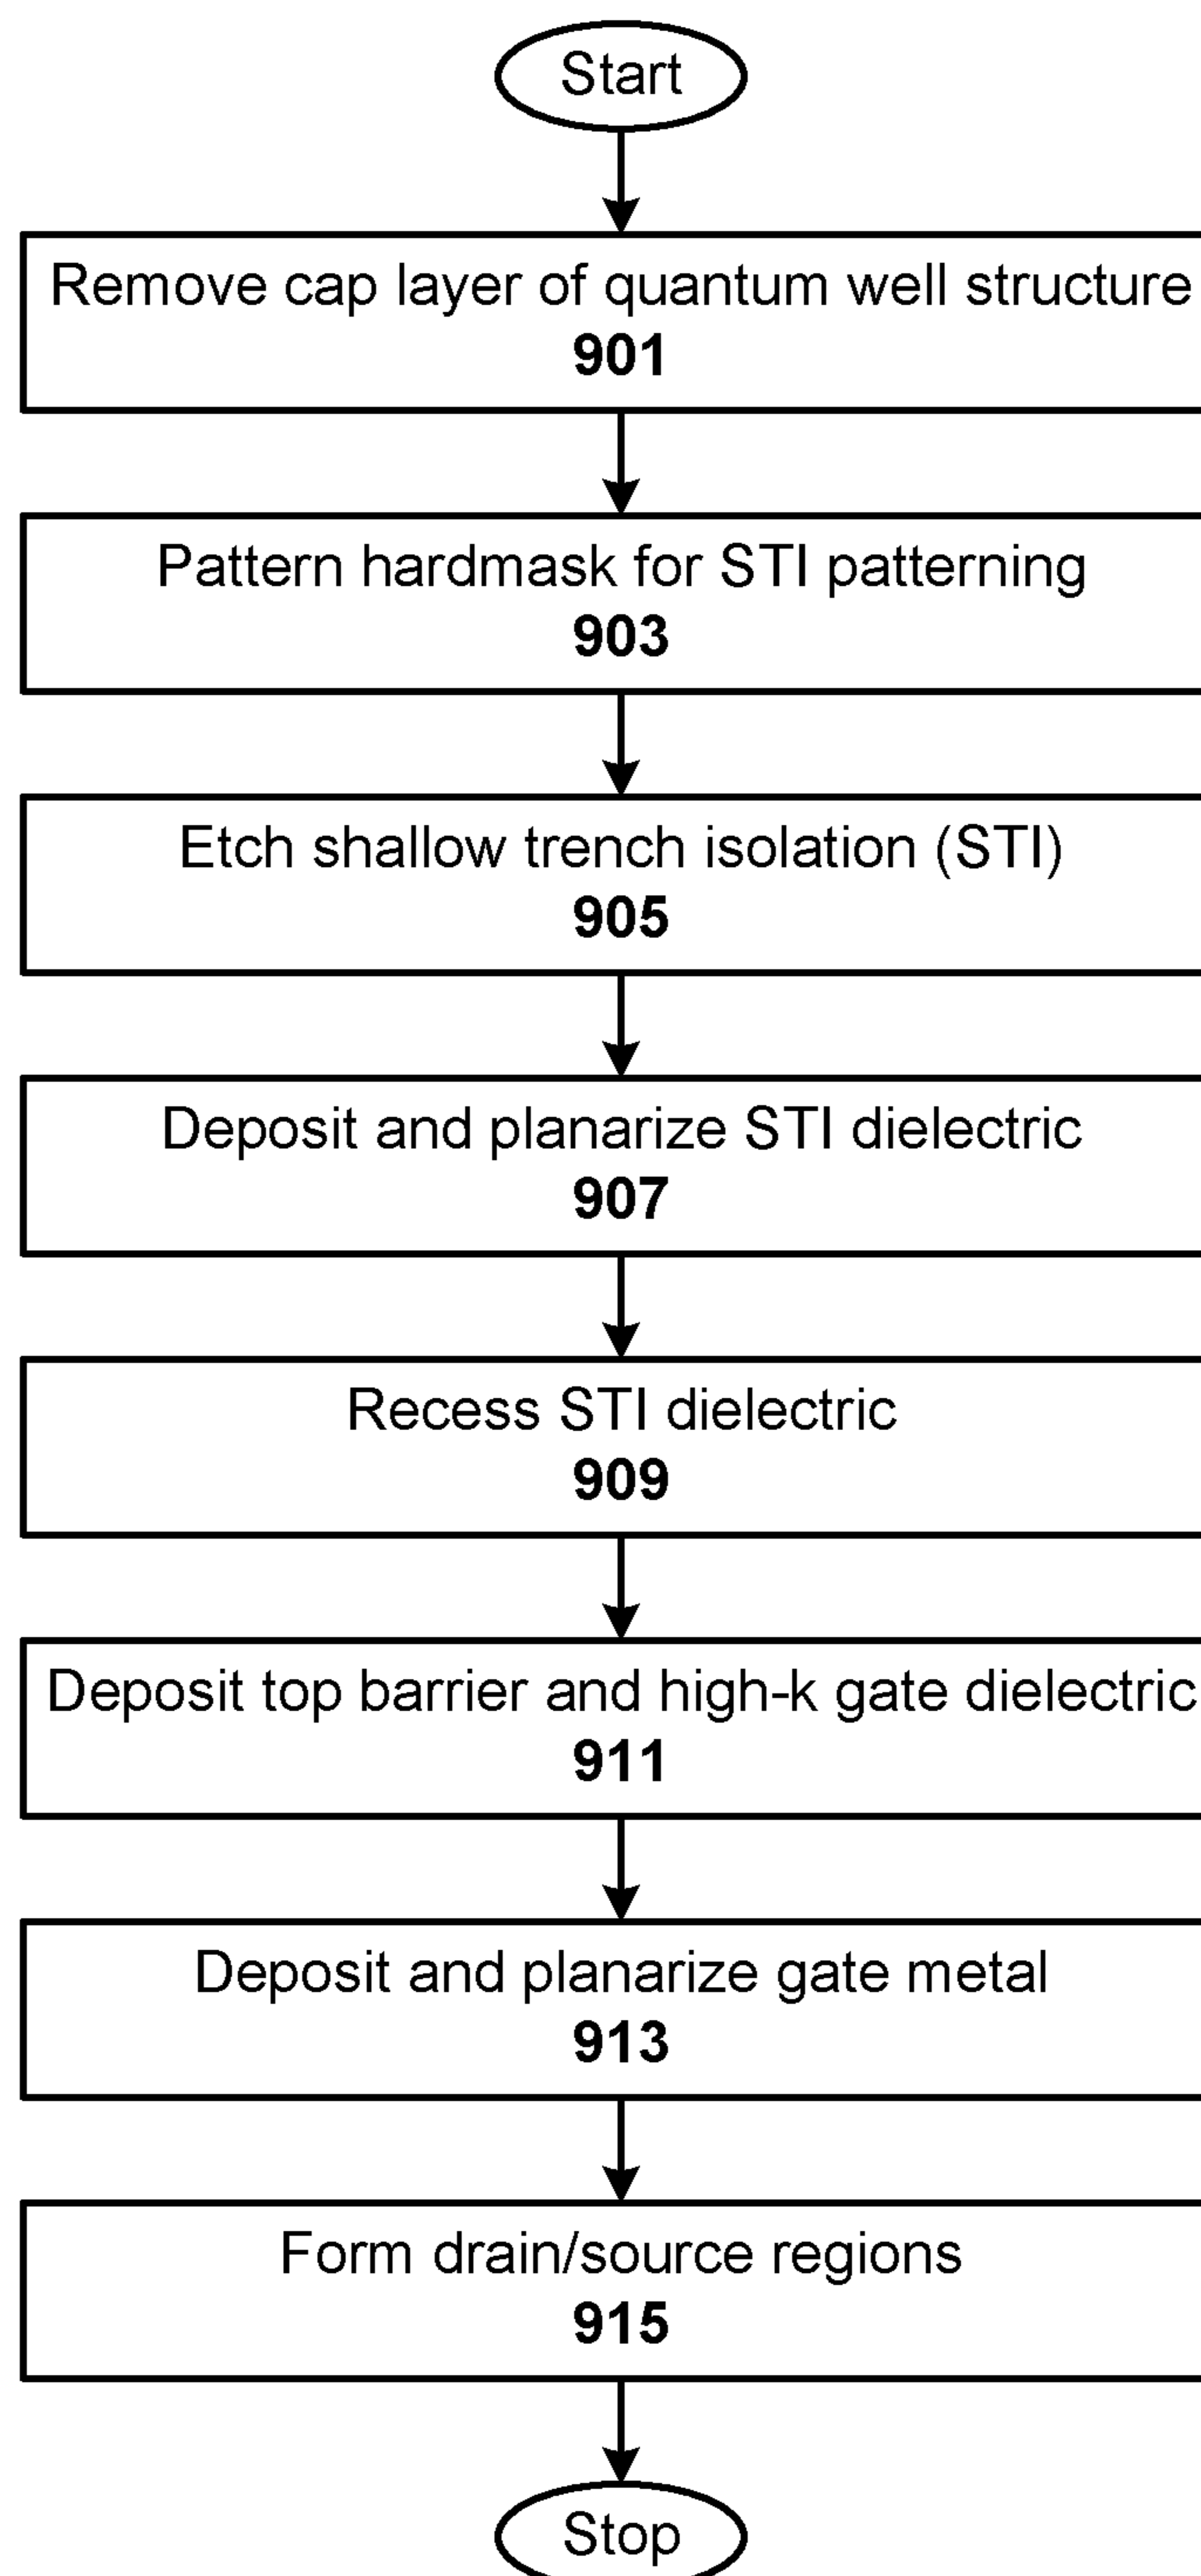 Start
Remove cap layer of quantum well structure
901
Pattern hardmask for STI patterning
903
Etch shallow trench isolation (STI)
905
Deposit and planarize STI dielectric
907
Recess STI dielectric
909
Deposit top barrier and high-k gate dielectric
911
Deposit and planarize gate metal
913
Form drain/source regions
915
Stop